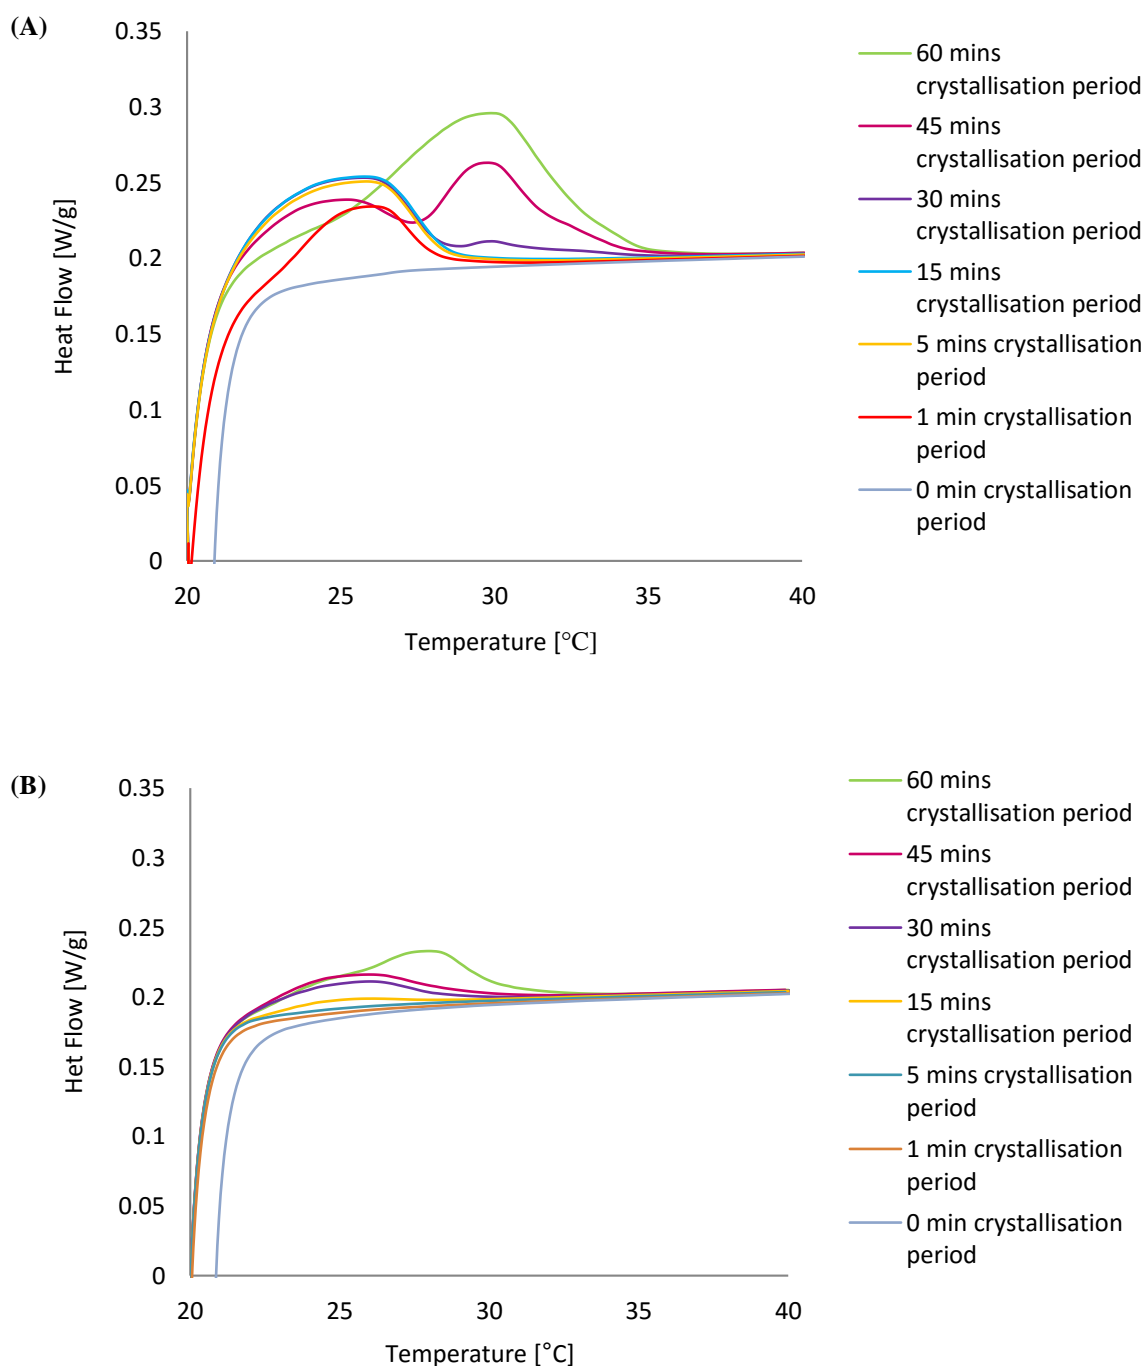 (A)
0.35
0.3
0.25
0.2
0.15
0.1
0.05
0
Heat Flow [W/g]
20
25
30
35
40
Temperature [°C]
60 mins
crystallisation period
45 mins
crystallisation period
30 mins
crystallisation period
15 mins
crystallisation period
5 mins crystallisation
period
1 min crystallisation
period
0 min crystallisation
period
(B)
0.35
0.3
0.25
0.2
0.15
0.1
0.05
0
Het Flow [W/g]
20
25
30
35
40
Temperature [°C]
60 mins
crystallisation period
45 mins
crystallisation period
30 mins
crystallisation period
15 mins
crystallisation period
5 mins crystallisation
period
1 min crystallisation
period
0 min crystallisation
period